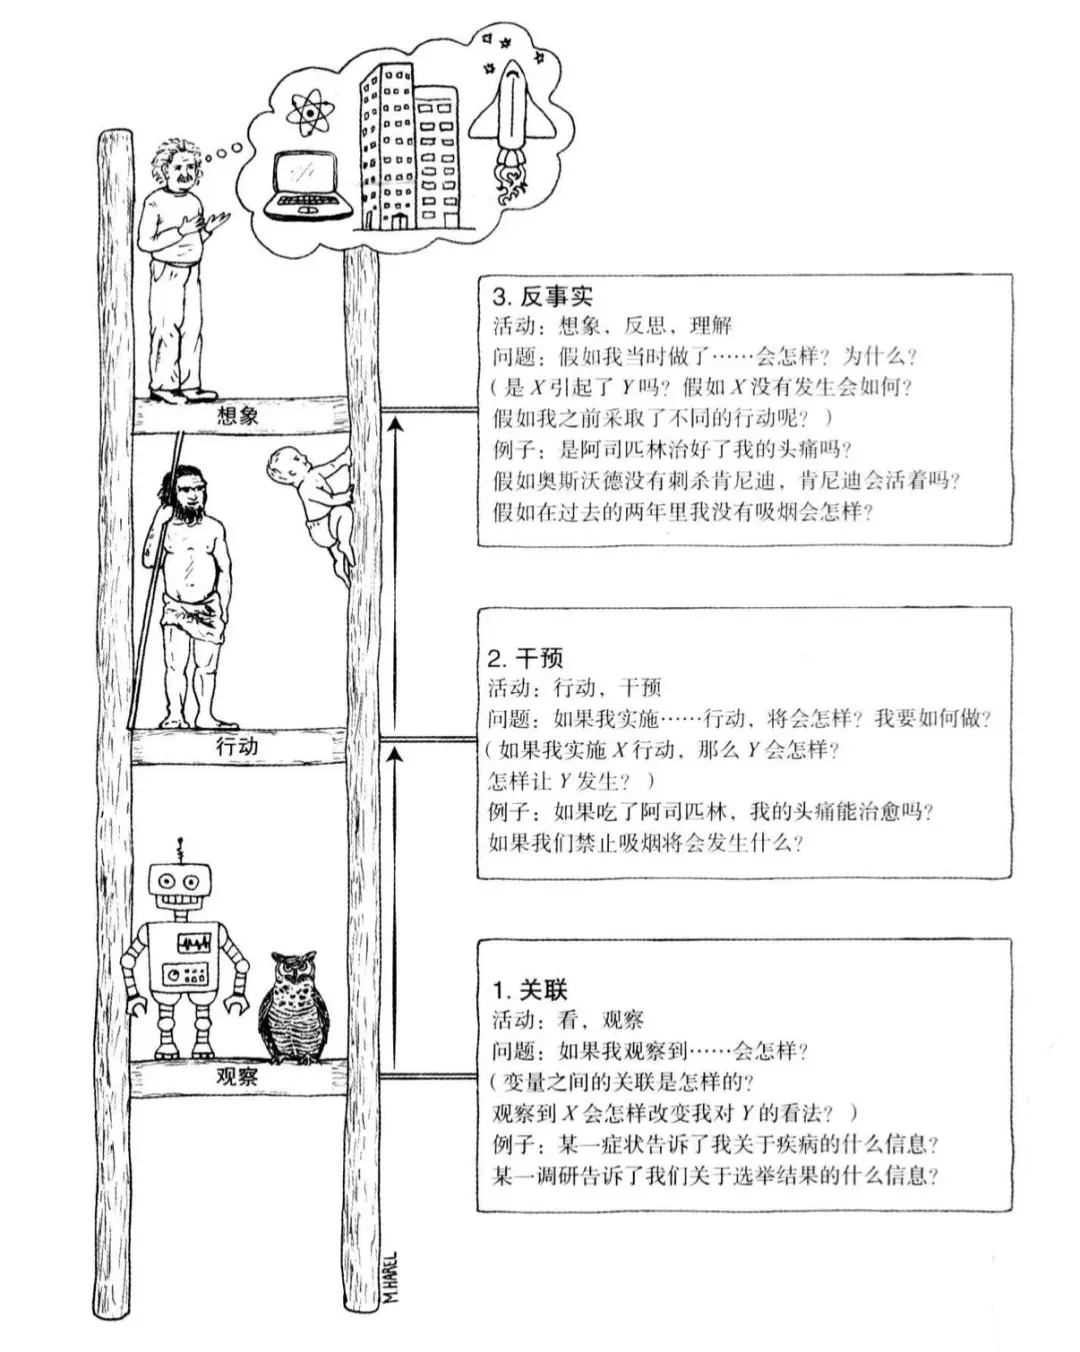 3. 反事实
活动：想象，反思，理解
问题：假如我当时做了……会怎样？为什么？
（是X引起了Y吗？假如X没有发生会如何？
假如我之前采取了不同的行动呢？）
例子：是阿司匹林治好了我的头痛吗？
假如奥斯沃德没有刺杀肯尼迪，肯尼迪会活着吗？
假如在过去的两年里我没有吸烟会怎样？
想象
2. 干预
活动：行动，干预
问题：如果我实施……行动，将会怎样？我要如何做？
（如果我实施X行动，那么Y会怎样？
怎样让Y发生？）
例子：如果吃了阿司匹林，我的头痛能治愈吗？
如果我们禁止吸烟将会发生什么？
行动
1. 关联
活动：看，观察
问题：如果我观察到……会怎样？
（变量之间的关联是怎样的？
观察到X会怎样改变我对Y的看法？）
例子：某一症状告诉了我关于疾病的什么信息？
某一调研告诉了我们关于选举结果的什么信息？
观察
M.HAREL